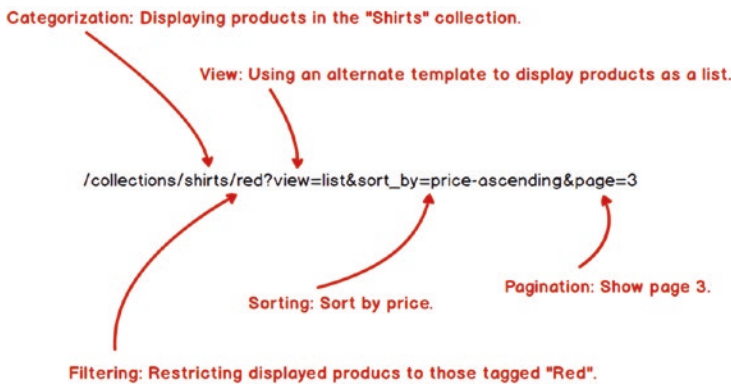 Categorization: Displaying products in the "Shirts" collection.
View: Using an alternate template to display products as a list.
/collections/shirts/red?view=list&sort_by=price-ascending&page=3
Sorting: Sort by price.
Pagination: Show page 3.
Filtering: Restricting displayed producs to those tagged "Red".